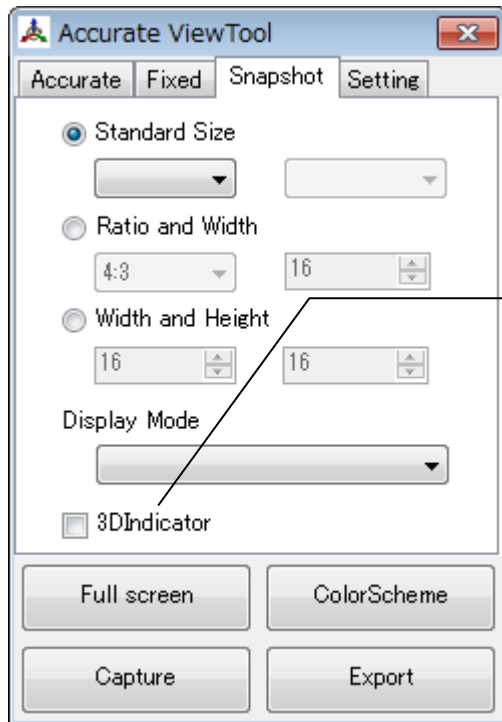 Accurate ViewTool
Accurate Fixed Snapshot Setting
Standard Size
Ratio and Width
4:3 16
Width and Height
16 16
Display Mode
3DIndicator
Full screen ColorScheme
Capture Export